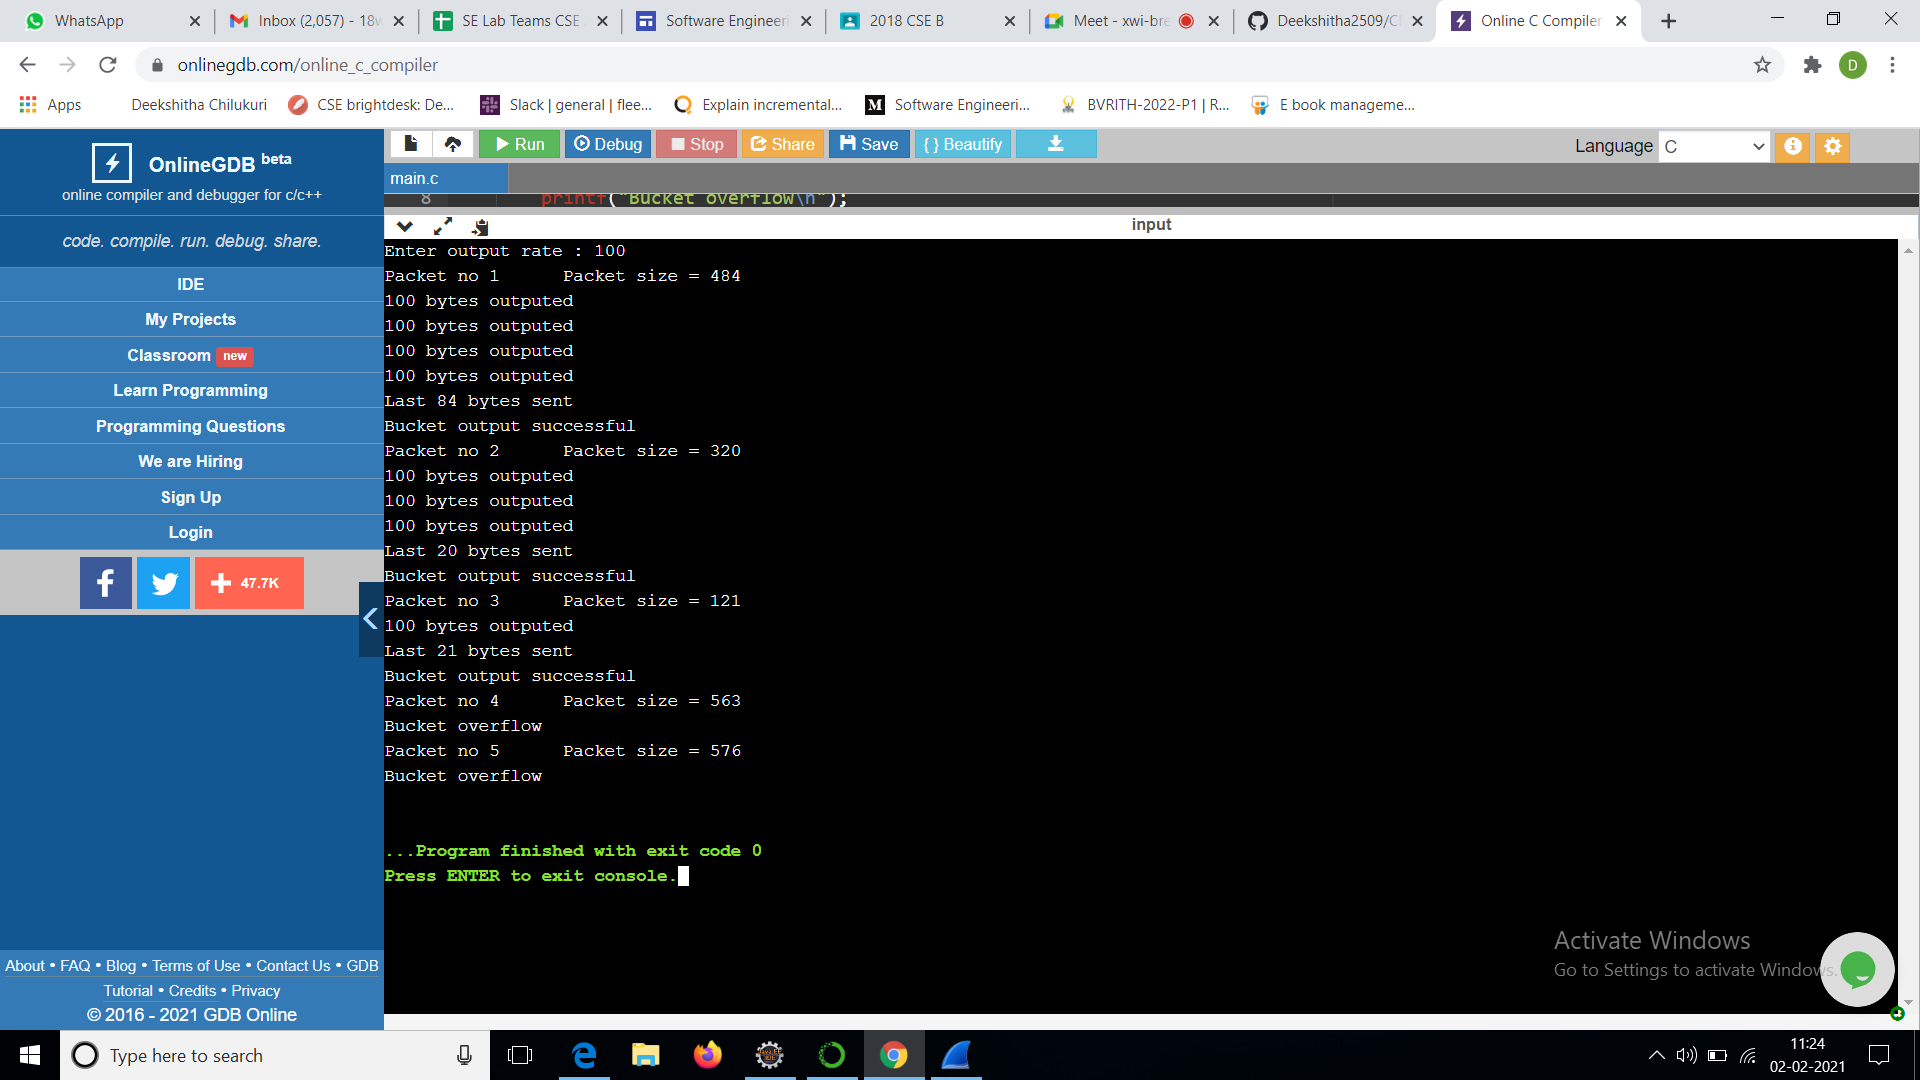 WhatsApp
Inbox (2,057) - 18w
SE Lab Teams CSE
Software Engineeri
2018 CSE B
Meet - xwi-bre
Deekshitha2509/C
Online C Compiler
onlinegdb.com/online_c_compiler
D
Apps
Deekshitha Chilukuri
CSE brightdesk: De...
Slack | general | flee...
Explain incremental...
M Software Engineeri...
BVRITH-2022-P1 | R...
E book manageme...
OnlineGDB beta
online compiler and debugger for c/c++
code. compile. run. debug. share.
IDE
My Projects
Classroom new
Learn Programming
Programming Questions
We are Hiring
Sign Up
Login
f
+ 47.7K
About • FAQ • Blog • Terms of Use • Contact Us • GDB
Tutorial • Credits • Privacy
© 2016 - 2021 GDB Online
Run
Debug
Stop
Share
Save
{ } Beautify
Language C
main.c
8 printf("Bucket overflow\n");
input
Enter output rate : 100
Packet no 1 Packet size = 484
100 bytes outputed
100 bytes outputed
100 bytes outputed
100 bytes outputed
Last 84 bytes sent
Bucket output successful
Packet no 2 Packet size = 320
100 bytes outputed
100 bytes outputed
100 bytes outputed
Last 20 bytes sent
Bucket output successful
Packet no 3 Packet size = 121
100 bytes outputed
Last 21 bytes sent
Bucket output successful
Packet no 4 Packet size = 563
Bucket overflow
Packet no 5 Packet size = 576
Bucket overflow
...Program finished with exit code 0
Press ENTER to exit console.
Activate Windows
Go to Settings to activate Windows.
Type here to search
11:24
02-02-2021